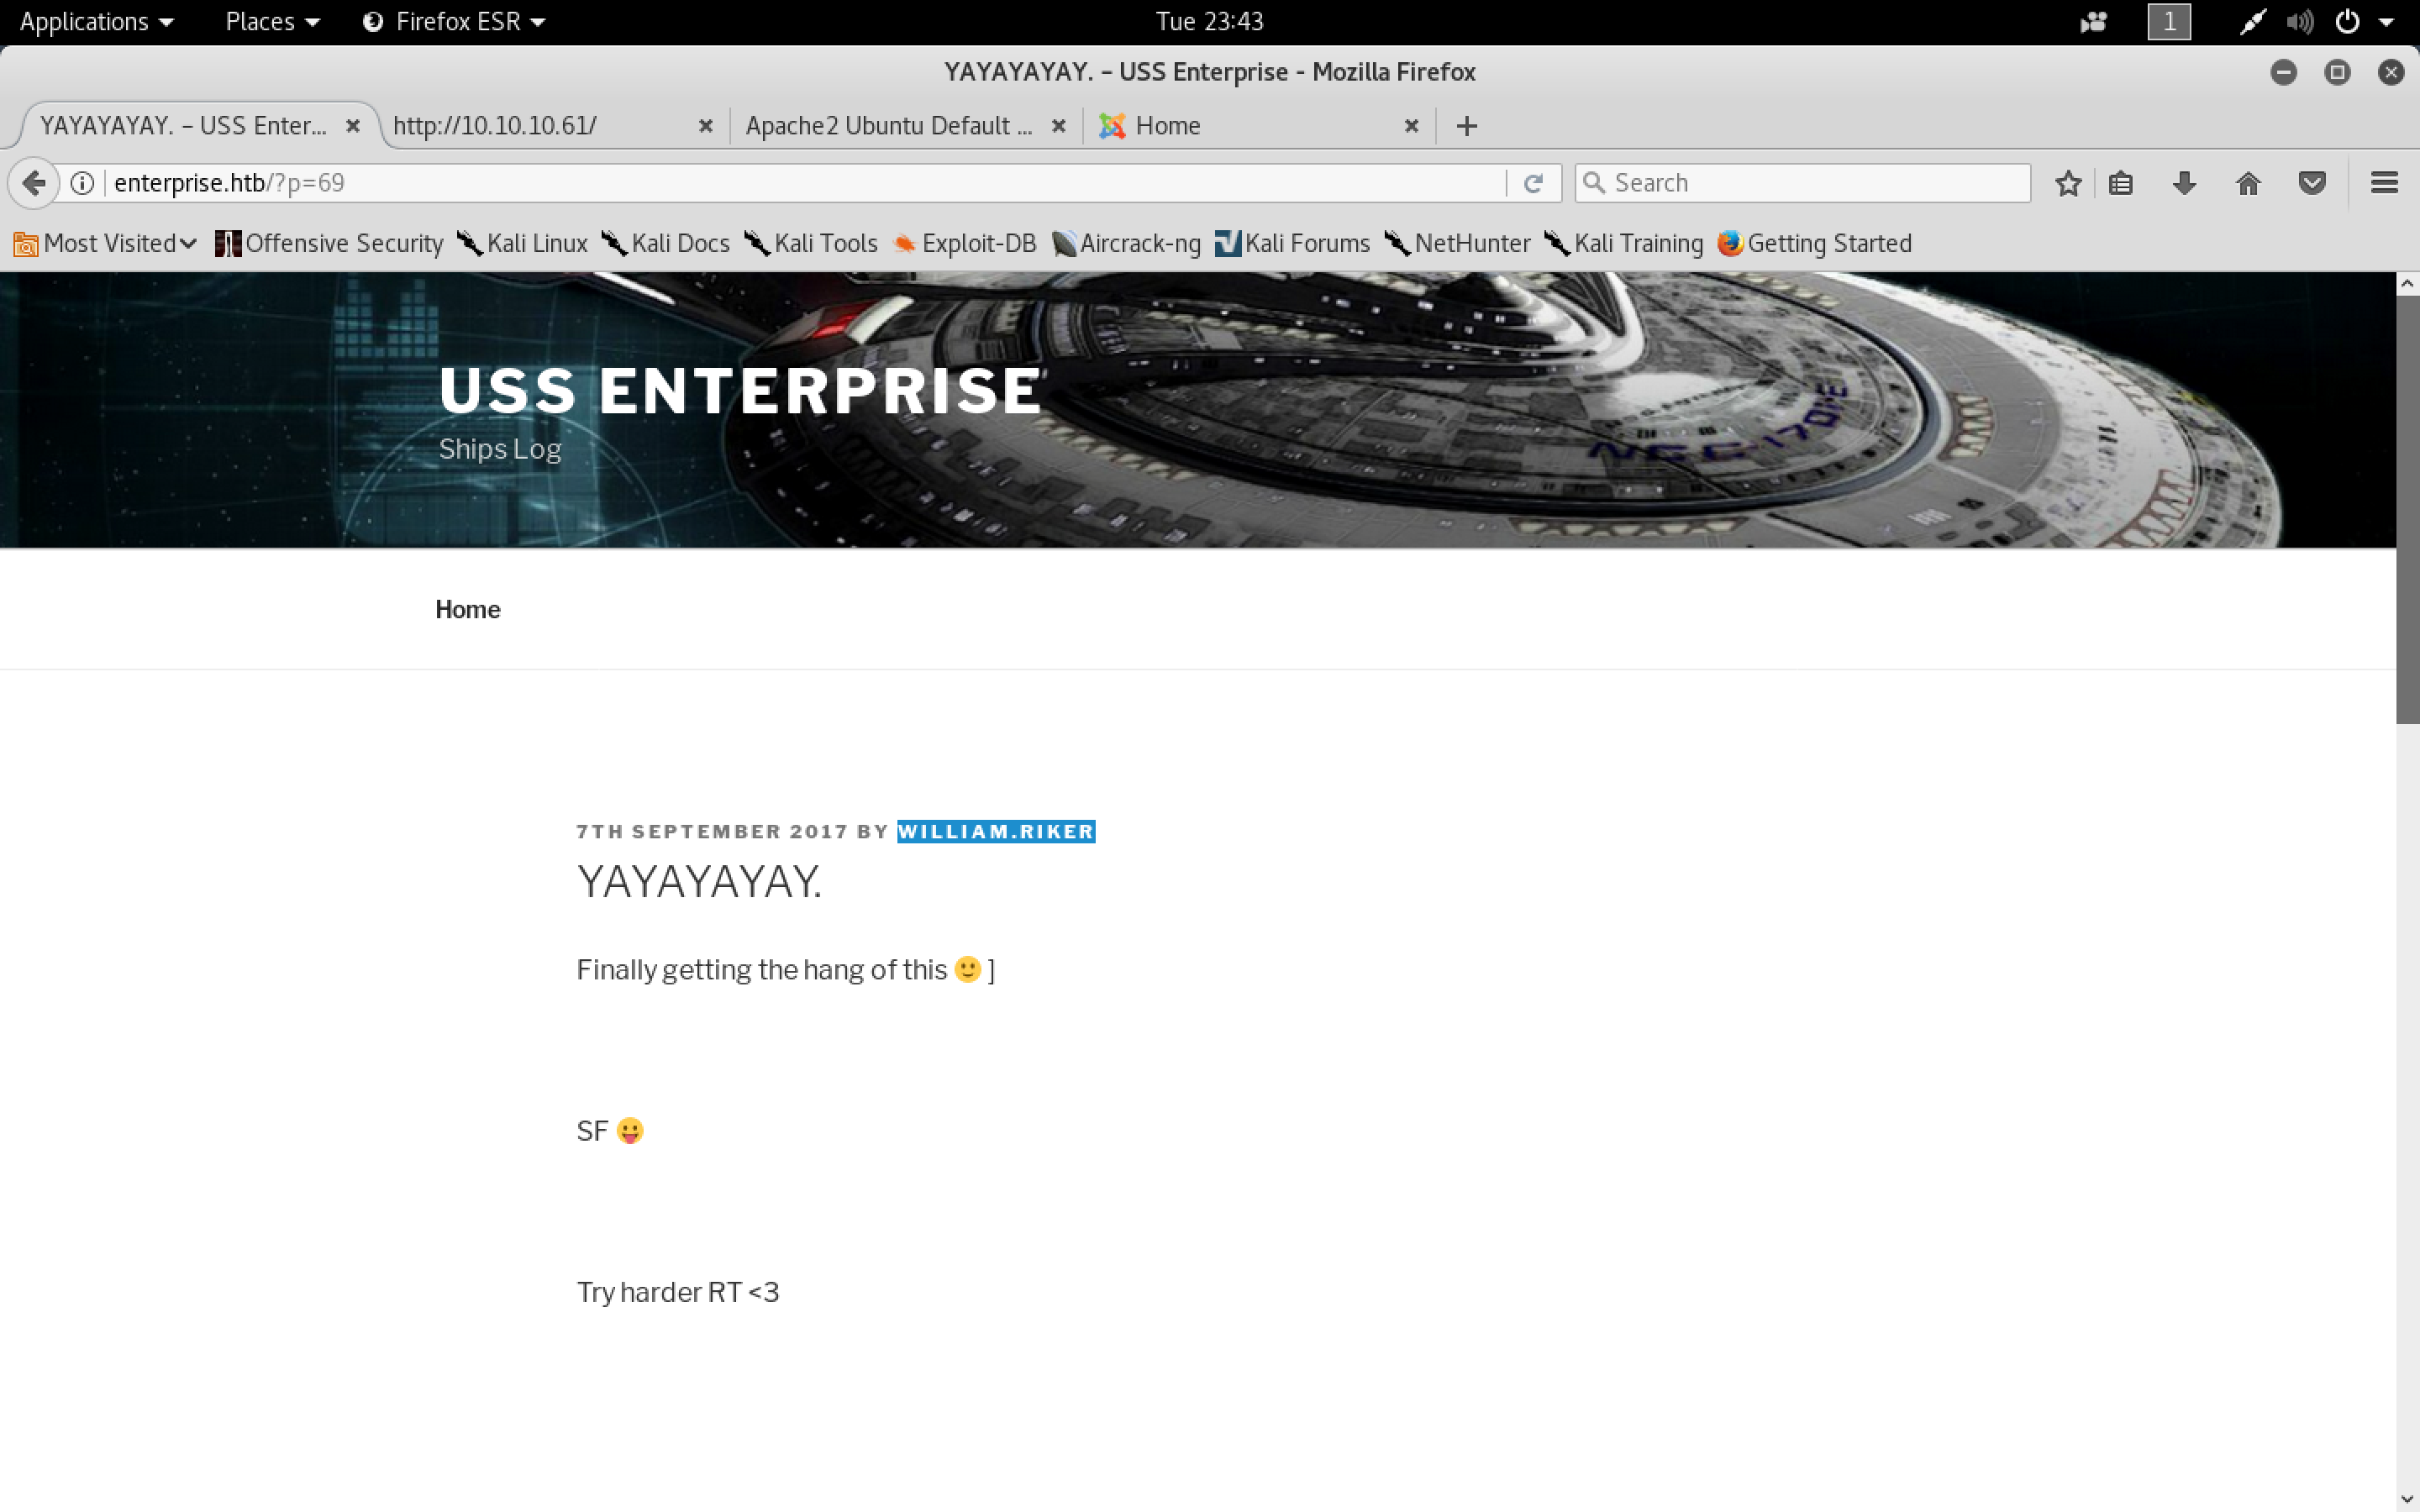 Applications Places Firefox ESR Tue 23:43 1
YAYAYAYAY. – USS Enterprise - Mozilla Firefox
YAYAYAYAY. – USS Enter... http://10.10.10.61/ Apache2 Ubuntu Default ... Home
enterprise.htb/?p=69 Search
Most Visited Offensive Security Kali Linux Kali Docs Kali Tools Exploit-DB Aircrack-ng Kali Forums NetHunter Kali Training Getting Started
USS ENTERPRISE
Ships Log
Home
7TH SEPTEMBER 2017 BY WILLIAM.RIKER
YAYAYAYAY.
Finally getting the hang of this 🙂 ]
SF 😛
Try harder RT <3